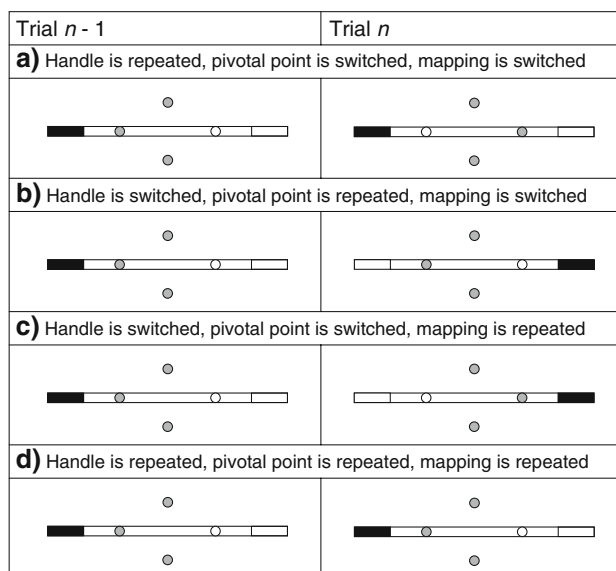 Trial n - 1 Trial n
a) Handle is repeated, pivotal point is switched, mapping is switched
b) Handle is switched, pivotal point is repeated, mapping is switched
c) Handle is switched, pivotal point is switched, mapping is repeated
d) Handle is repeated, pivotal point is repeated, mapping is repeated